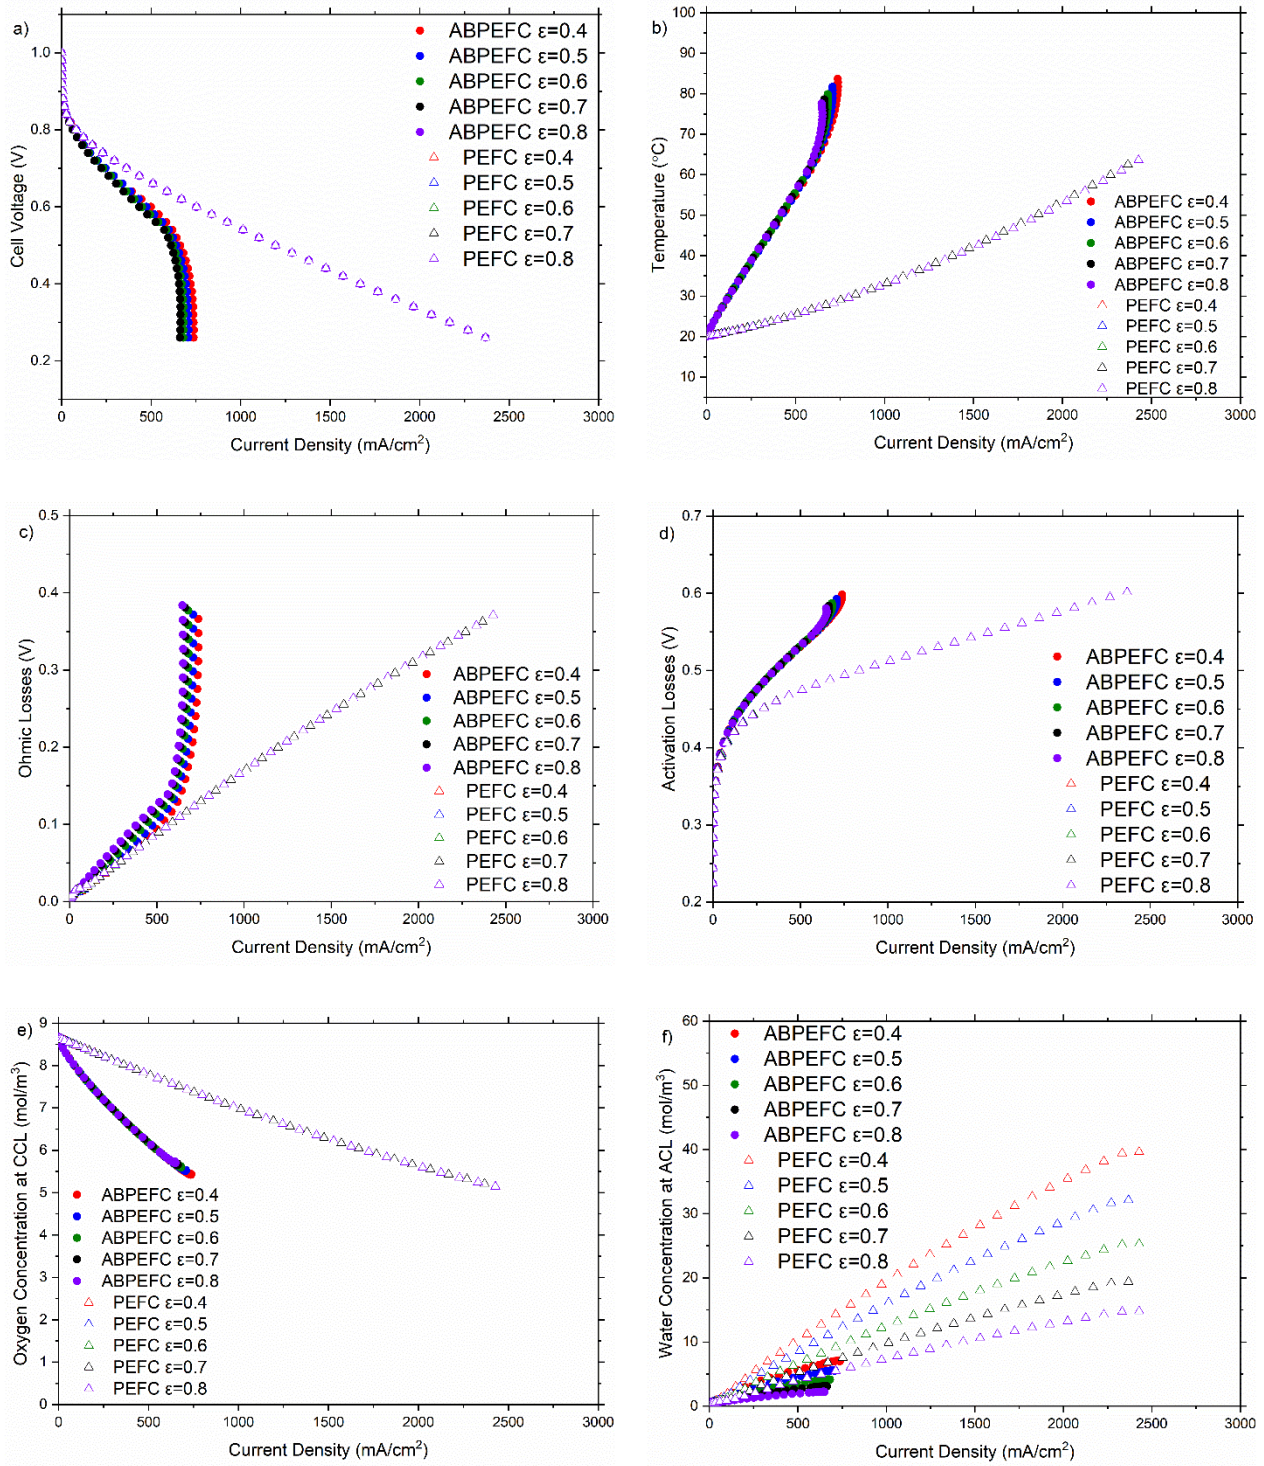 a)
1.0
0.8
0.6
0.4
0.2
Cell Voltage (V)
0 500 1000 1500 2000 2500 3000
Current Density (mA/cm²)
ABPEFC ε=0.4
ABPEFC ε=0.5
ABPEFC ε=0.6
ABPEFC ε=0.7
ABPEFC ε=0.8
PEFC ε=0.4
PEFC ε=0.5
PEFC ε=0.6
PEFC ε=0.7
PEFC ε=0.8
b)
100
90
80
70
60
50
40
30
20
10
Temperature (°C)
0 500 1000 1500 2000 2500 3000
Current Density (mA/cm²)
ABPEFC ε=0.4
ABPEFC ε=0.5
ABPEFC ε=0.6
ABPEFC ε=0.7
ABPEFC ε=0.8
PEFC ε=0.4
PEFC ε=0.5
PEFC ε=0.6
PEFC ε=0.7
PEFC ε=0.8
c)
0.5
0.4
0.3
0.2
0.1
0.0
Ohmic Losses (V)
0 500 1000 1500 2000 2500 3000
Current Density (mA/cm²)
ABPEFC ε=0.4
ABPEFC ε=0.5
ABPEFC ε=0.6
ABPEFC ε=0.7
ABPEFC ε=0.8
PEFC ε=0.4
PEFC ε=0.5
PEFC ε=0.6
PEFC ε=0.7
PEFC ε=0.8
d)
0.7
0.6
0.5
0.4
0.3
0.2
Activation Losses (V)
0 500 1000 1500 2000 2500 3000
Current Density (mA/cm²)
ABPEFC ε=0.4
ABPEFC ε=0.5
ABPEFC ε=0.6
ABPEFC ε=0.7
ABPEFC ε=0.8
PEFC ε=0.4
PEFC ε=0.5
PEFC ε=0.6
PEFC ε=0.7
PEFC ε=0.8
e)
9
8
7
6
5
4
3
2
1
0
Oxygen Concentration at CCL (mol/m³)
0 500 1000 1500 2000 2500 3000
Current Density (mA/cm²)
ABPEFC ε=0.4
ABPEFC ε=0.5
ABPEFC ε=0.6
ABPEFC ε=0.7
ABPEFC ε=0.8
PEFC ε=0.4
PEFC ε=0.5
PEFC ε=0.6
PEFC ε=0.7
PEFC ε=0.8
f)
60
50
40
30
20
10
0
Water Concentration at ACL (mol/m³)
0 500 1000 1500 2000 2500 3000
Current Density (mA/cm²)
ABPEFC ε=0.4
ABPEFC ε=0.5
ABPEFC ε=0.6
ABPEFC ε=0.7
ABPEFC ε=0.8
PEFC ε=0.4
PEFC ε=0.5
PEFC ε=0.6
PEFC ε=0.7
PEFC ε=0.8